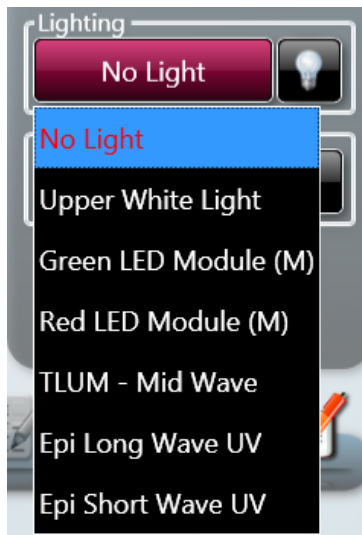 Lighting
No Light
No Light
Upper White Light
Green LED Module (M)
Red LED Module (M)
TLUM - Mid Wave
Epi Long Wave UV
Epi Short Wave UV